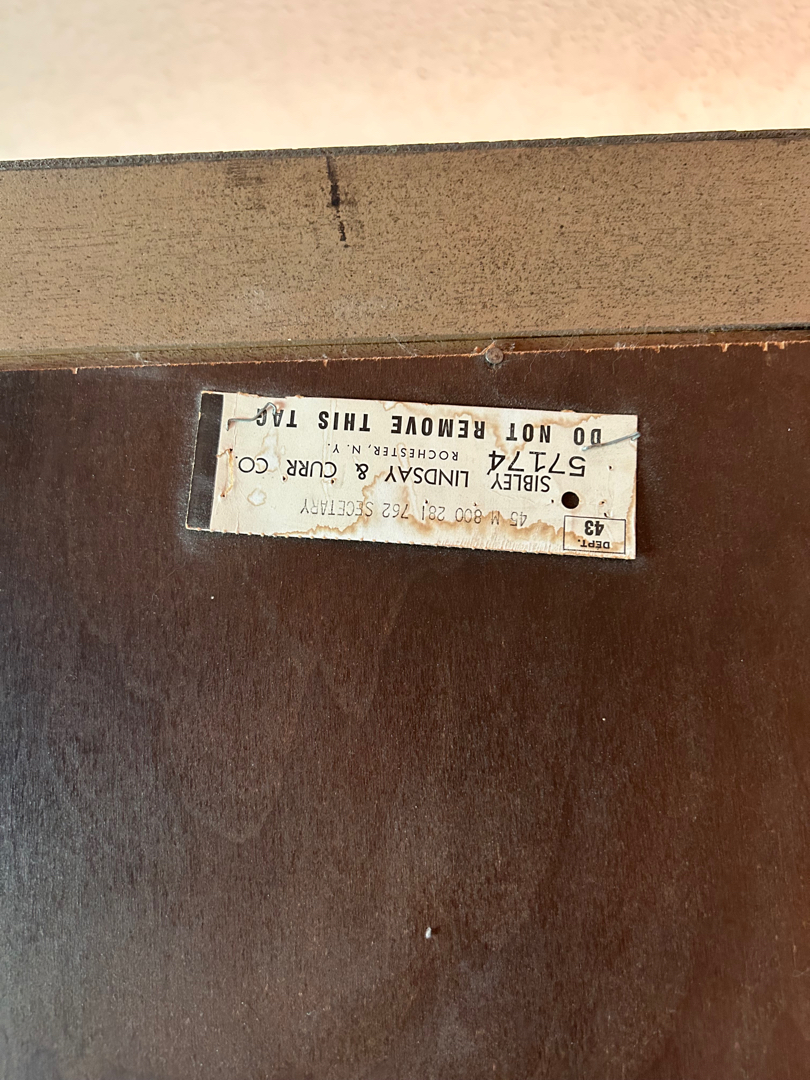 DEPT.
43
45 M 800 281 762 SECETARY
SIBLEY LINDSAY & CURR CO.
57174
ROCHESTER, N.Y.
DO NOT REMOVE THIS TAG